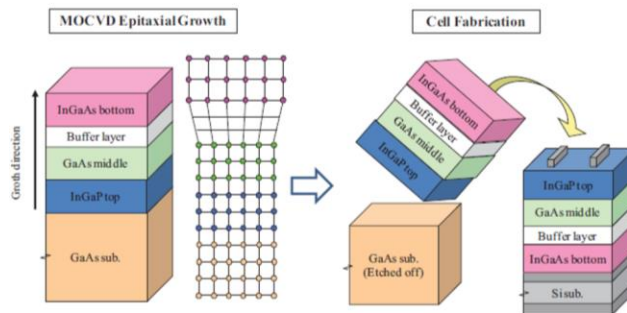 MOCVD Epitaxial Growth
Groth direction
InGaAs bottom
Buffer layer
GaAs middle
InGaP top
GaAs sub.
Cell Fabrication
InGaAs bottom
Buffer layer
GaAs middle
InGaP top
GaAs sub.
(Etched off)
InGaP top
GaAs middle
Buffer layer
InGaAs bottom
Si sub.